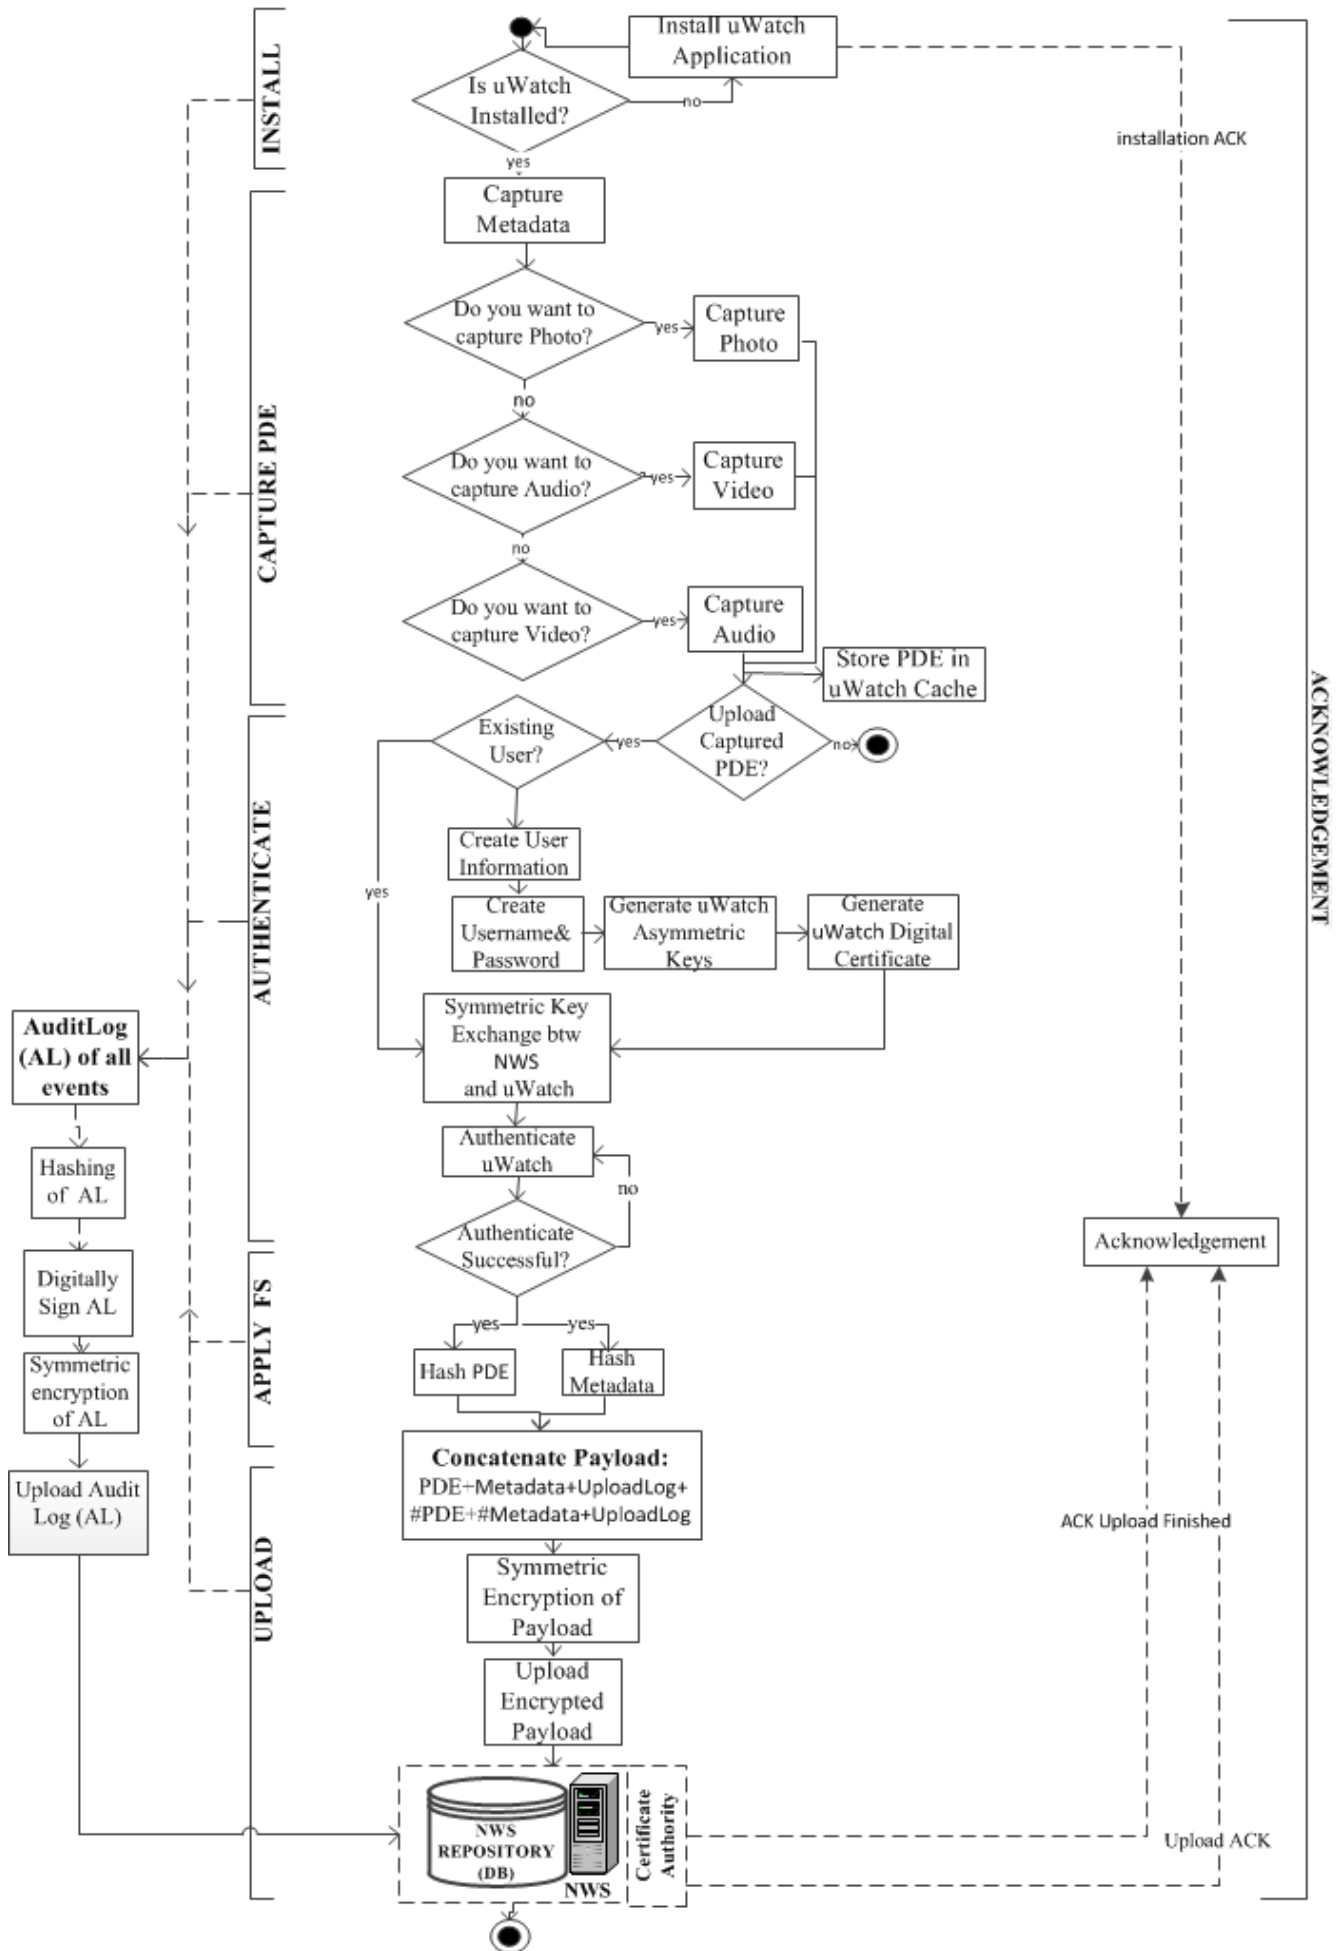 INSTALL
Install uWatch
Application
Is uWatch
Installed?
no
yes
installation ACK
CAPTURE PDE
Capture
Metadata
Do you want to
capture Photo?
yes
Capture
Photo
no
Do you want to
capture Audio?
yes
Capture
Video
no
Do you want to
capture Video?
yes
Capture
Audio
Store PDE in
uWatch Cache
Upload
Captured
PDE?
no
yes
ACKNOWLEDGEMENT
AUTHENTICATE
Existing
User?
yes
Create User
Information
Create
Username&
Password
Generate uWatch
Asymmetric
Keys
Generate
uWatch Digital
Certificate
Symmetric Key
Exchange btw
NWS
and uWatch
Authenticate
uWatch
no
Authenticate
Successful?
yes
yes
AuditLog
(AL) of all
events
Hashing
of AL
Digitally
Sign AL
Symmetric
encryption
of AL
Upload Audit
Log (AL)
Acknowledgement
APPLY FS
Hash PDE
Hash
Metadata
Concatenate Payload:
PDE+Metadata+UploadLog+
#PDE+#Metadata+UploadLog
ACK Upload Finished
UPLOAD
Symmetric
Encryption of
Payload
Upload
Encrypted
Payload
NWS
REPOSITORY
(DB)
NWS
Certificate
Authority
Upload ACK